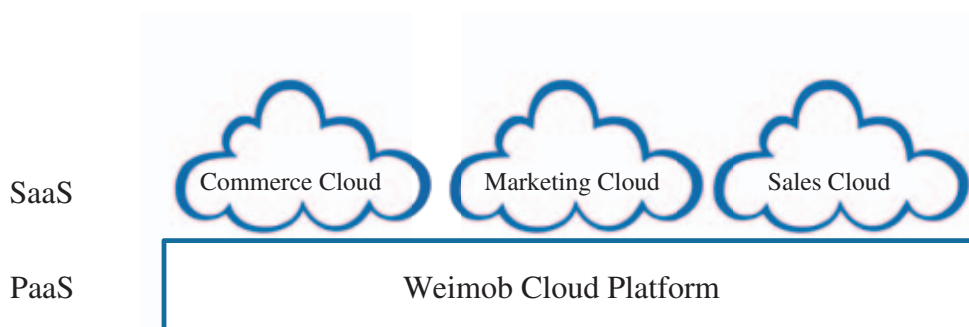 SaaS
Commerce Cloud
Marketing Cloud
Sales Cloud
PaaS
Weimob Cloud Platform